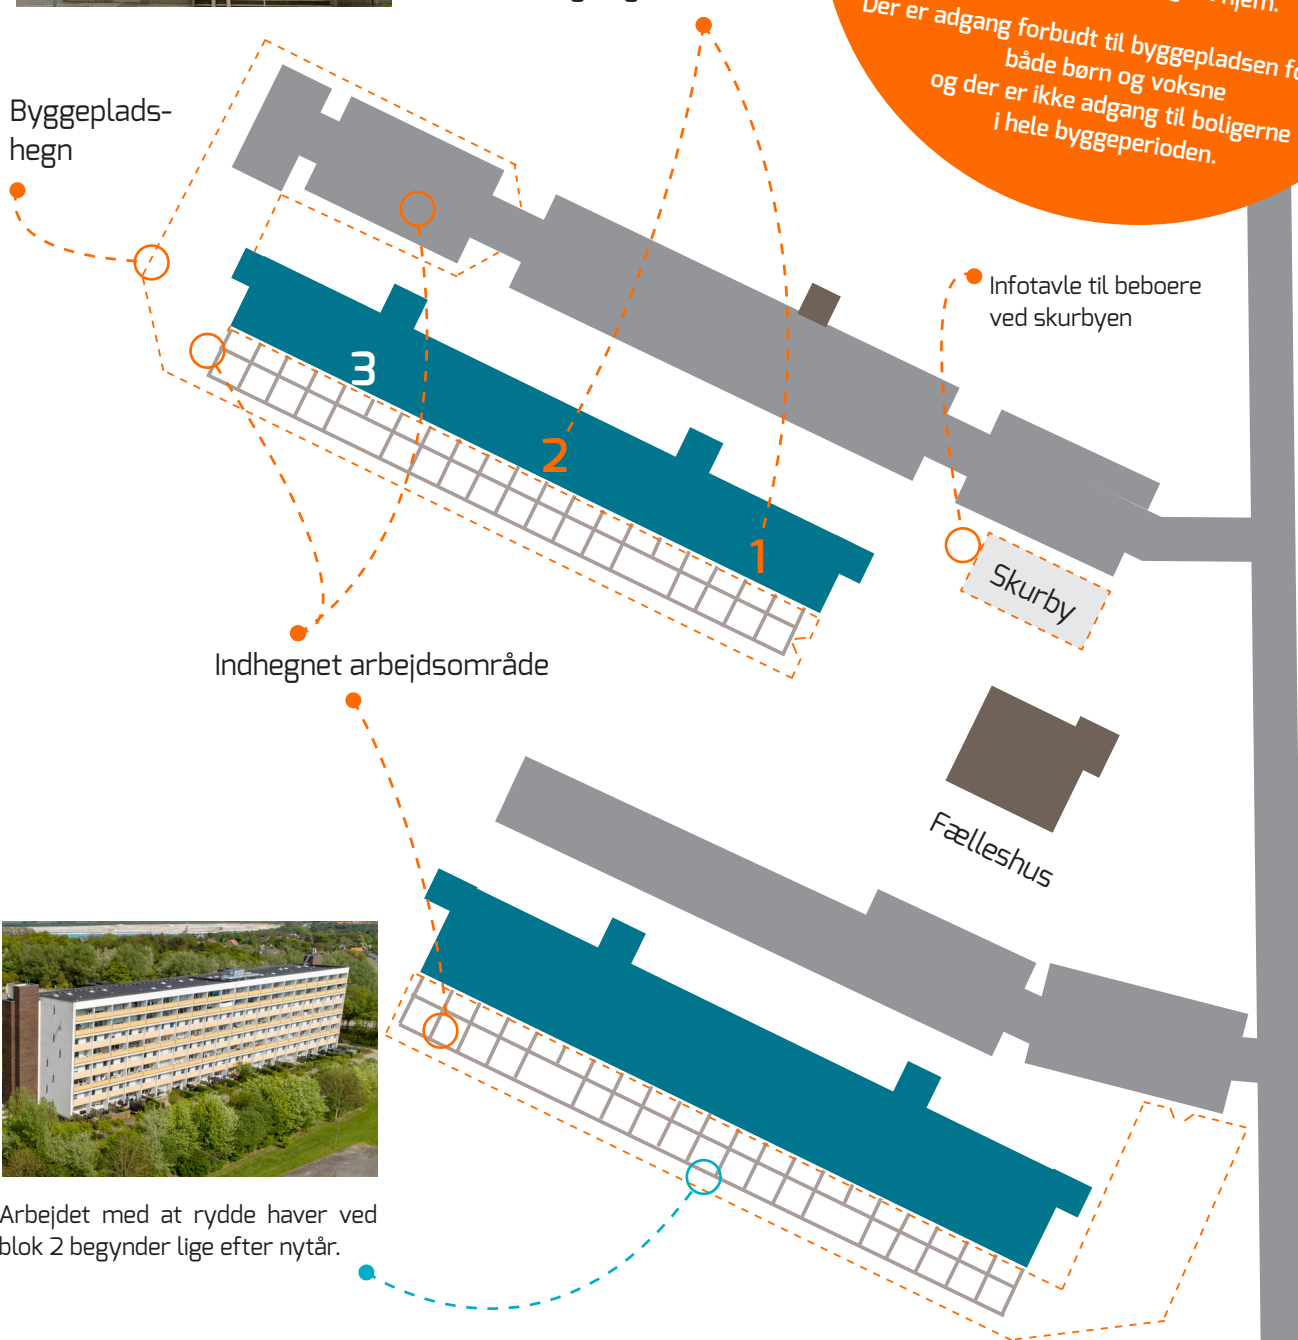 Der er adgang forbudt til byggepladsen
både børn og voksne
og der er ikke adgang til boligerne
i hele byggeperioden.
Byggeplads-
hegn
Infotavle til beboere
ved skurbyen
3
2
1
Skurby
Indhegnet arbejdsområde
Fælleshus
Arbejdet med at rydde haver ved
blok 2 begynder lige efter nytår.